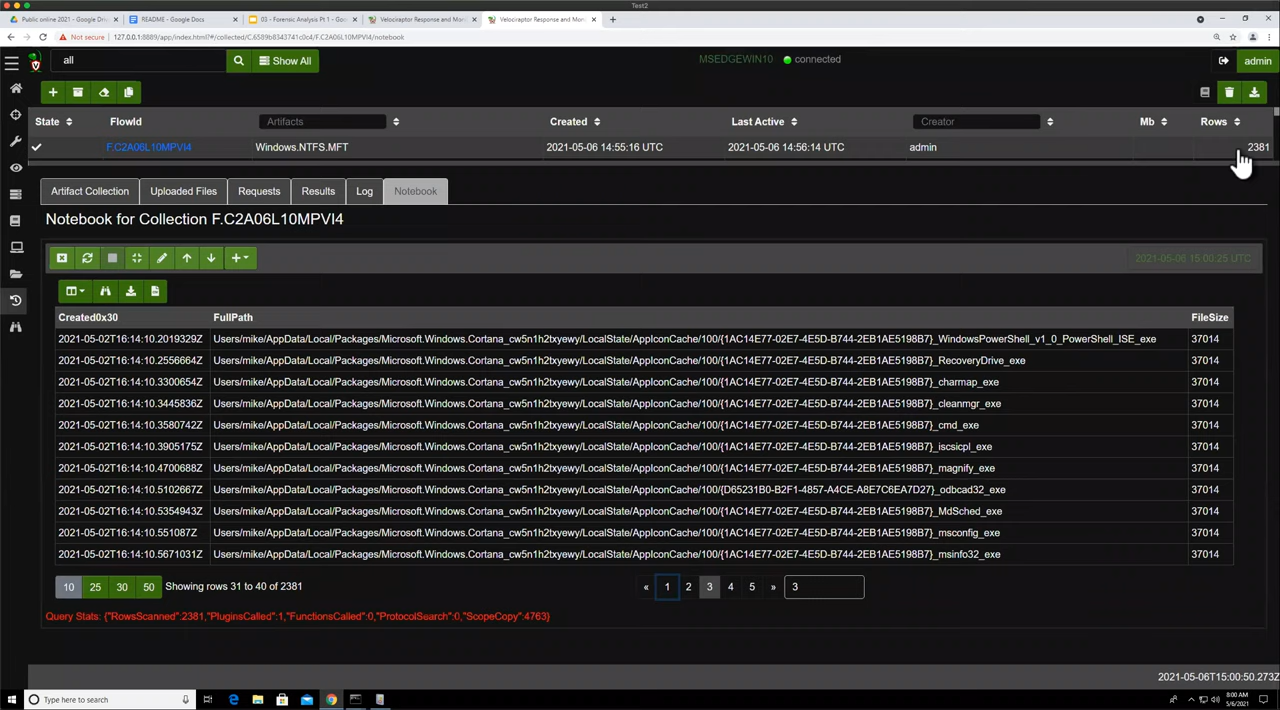 Test2
Public online 2021 - Google Driv
README - Google Docs
03 - Forensic Analysis Pt 1 - Goo
Velociraptor Response and Mon
Velociraptor Response and Mon
Not secure 127.0.0.1:8889/app/index.html?#/collected/C.6589b8343741c0c4/F.C2A06L10MPVI4/notebook
all
Show All
MSEDGEWIN10 connected
admin
State FlowId Artifacts Created Last Active Creator Mb Rows
F.C2A06L10MPVI4 Windows.NTFS.MFT 2021-05-06 14:55:16 UTC 2021-05-06 14:56:14 UTC admin 2381
Artifact Collection Uploaded Files Requests Results Log Notebook
Notebook for Collection F.C2A06L10MPVI4
2021-05-06 15:00:25 UTC
Created0x30 FullPath FileSize
2021-05-02T16:14:10.2019329Z Users/mike/AppData/Local/Packages/Microsoft.Windows.Cortana_cw5n1h2txyewy/LocalState/AppIconCache/100/{1AC14E77-02E7-4E5D-B744-2EB1AE5198B7}_WindowsPowerShell_v1_0_PowerShell_ISE_exe 37014
2021-05-02T16:14:10.2556664Z Users/mike/AppData/Local/Packages/Microsoft.Windows.Cortana_cw5n1h2txyewy/LocalState/AppIconCache/100/{1AC14E77-02E7-4E5D-B744-2EB1AE5198B7}_RecoveryDrive_exe 37014
2021-05-02T16:14:10.3300654Z Users/mike/AppData/Local/Packages/Microsoft.Windows.Cortana_cw5n1h2txyewy/LocalState/AppIconCache/100/{1AC14E77-02E7-4E5D-B744-2EB1AE5198B7}_charmap_exe 37014
2021-05-02T16:14:10.3445836Z Users/mike/AppData/Local/Packages/Microsoft.Windows.Cortana_cw5n1h2txyewy/LocalState/AppIconCache/100/{1AC14E77-02E7-4E5D-B744-2EB1AE5198B7}_cleanmgr_exe 37014
2021-05-02T16:14:10.3580742Z Users/mike/AppData/Local/Packages/Microsoft.Windows.Cortana_cw5n1h2txyewy/LocalState/AppIconCache/100/{1AC14E77-02E7-4E5D-B744-2EB1AE5198B7}_cmd_exe 37014
2021-05-02T16:14:10.3905175Z Users/mike/AppData/Local/Packages/Microsoft.Windows.Cortana_cw5n1h2txyewy/LocalState/AppIconCache/100/{1AC14E77-02E7-4E5D-B744-2EB1AE5198B7}_iscsicpl_exe 37014
2021-05-02T16:14:10.4700688Z Users/mike/AppData/Local/Packages/Microsoft.Windows.Cortana_cw5n1h2txyewy/LocalState/AppIconCache/100/{1AC14E77-02E7-4E5D-B744-2EB1AE5198B7}_magnify_exe 37014
2021-05-02T16:14:10.5102667Z Users/mike/AppData/Local/Packages/Microsoft.Windows.Cortana_cw5n1h2txyewy/LocalState/AppIconCache/100/{D65231B0-B2F1-4857-A4CE-A8E7C6EA7D27}_odbcad32_exe 37014
2021-05-02T16:14:10.5354943Z Users/mike/AppData/Local/Packages/Microsoft.Windows.Cortana_cw5n1h2txyewy/LocalState/AppIconCache/100/{1AC14E77-02E7-4E5D-B744-2EB1AE5198B7}_MdSched_exe 37014
2021-05-02T16:14:10.551087Z Users/mike/AppData/Local/Packages/Microsoft.Windows.Cortana_cw5n1h2txyewy/LocalState/AppIconCache/100/{1AC14E77-02E7-4E5D-B744-2EB1AE5198B7}_msconfig_exe 37014
2021-05-02T16:14:10.5671031Z Users/mike/AppData/Local/Packages/Microsoft.Windows.Cortana_cw5n1h2txyewy/LocalState/AppIconCache/100/{1AC14E77-02E7-4E5D-B744-2EB1AE5198B7}_msinfo32_exe 37014
10 25 30 50 Showing rows 31 to 40 of 2381 « 1 2 3 4 5 » 3
Query Stats: {"RowsScanned":2381,"PluginsCalled":1,"FunctionsCalled":0,"ProtocolSearch":0,"ScopeCopy":4763}
2021-05-06T15:00:50.273Z
Type here to search
8:00 AM
5/6/2021